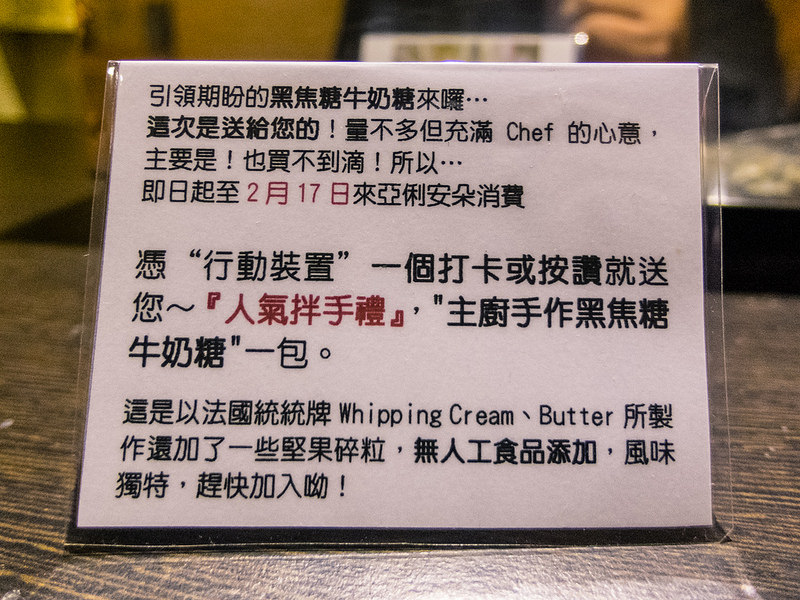 引領期盼的黑焦糖牛奶糖來囉…
這次是送給您的！量不多但充滿 Chef 的心意，
主要是！也買不到滴！所以…
即日起至 2 月 17 日來亞俐安朵消費
憑“行動裝置”一個打卡或按讚就送
您～『人氣拌手禮』，"主廚手作黑焦糖
牛奶糖"一包。
這是以法國統統牌 Whipping Cream、Butter 所製
作還加了一些堅果碎粒，無人工食品添加，風味
獨特，趕快加入呦！